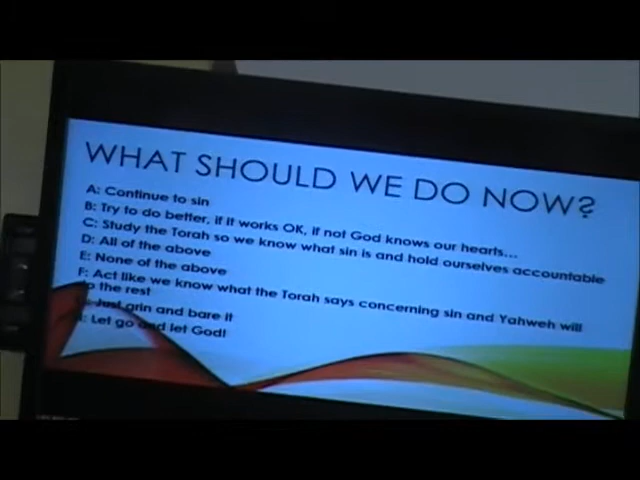 WHAT SHOULD WE DO NOW?
A: Continue to sin
B: Try to do better, if it works OK, if not God knows our hearts...
C: Study the Torah so we know what sin is and hold ourselves accountable
D: All of the above
E: None of the above
F: Act like we know what the Torah says concerning sin and Yahweh will
do the rest
Just grin and bare it
: Let go and let God!